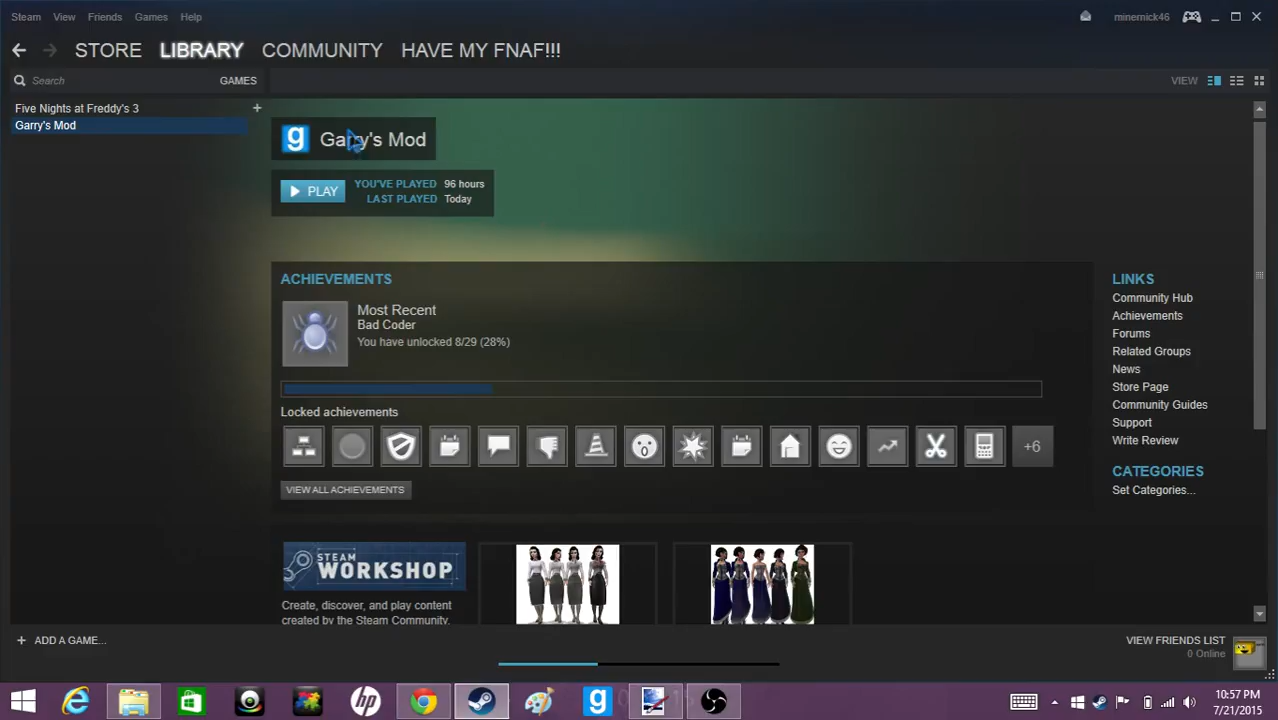 Steam View Friends Games Help
minemick46
STORE LIBRARY COMMUNITY HAVE MY FNAF!!!
Search GAMES
VIEW
Five Nights at Freddy's 3 +
Garry's Mod
g Garry's Mod
PLAY
YOU'VE PLAYED 96 hours
LAST PLAYED Today
ACHIEVEMENTS
Most Recent
Bad Coder
You have unlocked 8/29 (28%)
Locked achievements
+6
VIEW ALL ACHIEVEMENTS
LINKS
Community Hub
Achievements
Forums
Related Groups
News
Store Page
Community Guides
Support
Write Review
CATEGORIES
Set Categories...
STEAM
WORKSHOP
Create, discover, and play content
created by the Steam Community.
+ ADD A GAME...
VIEW FRIENDS LIST
0 Online
hp
g
10:57 PM
7/21/2015